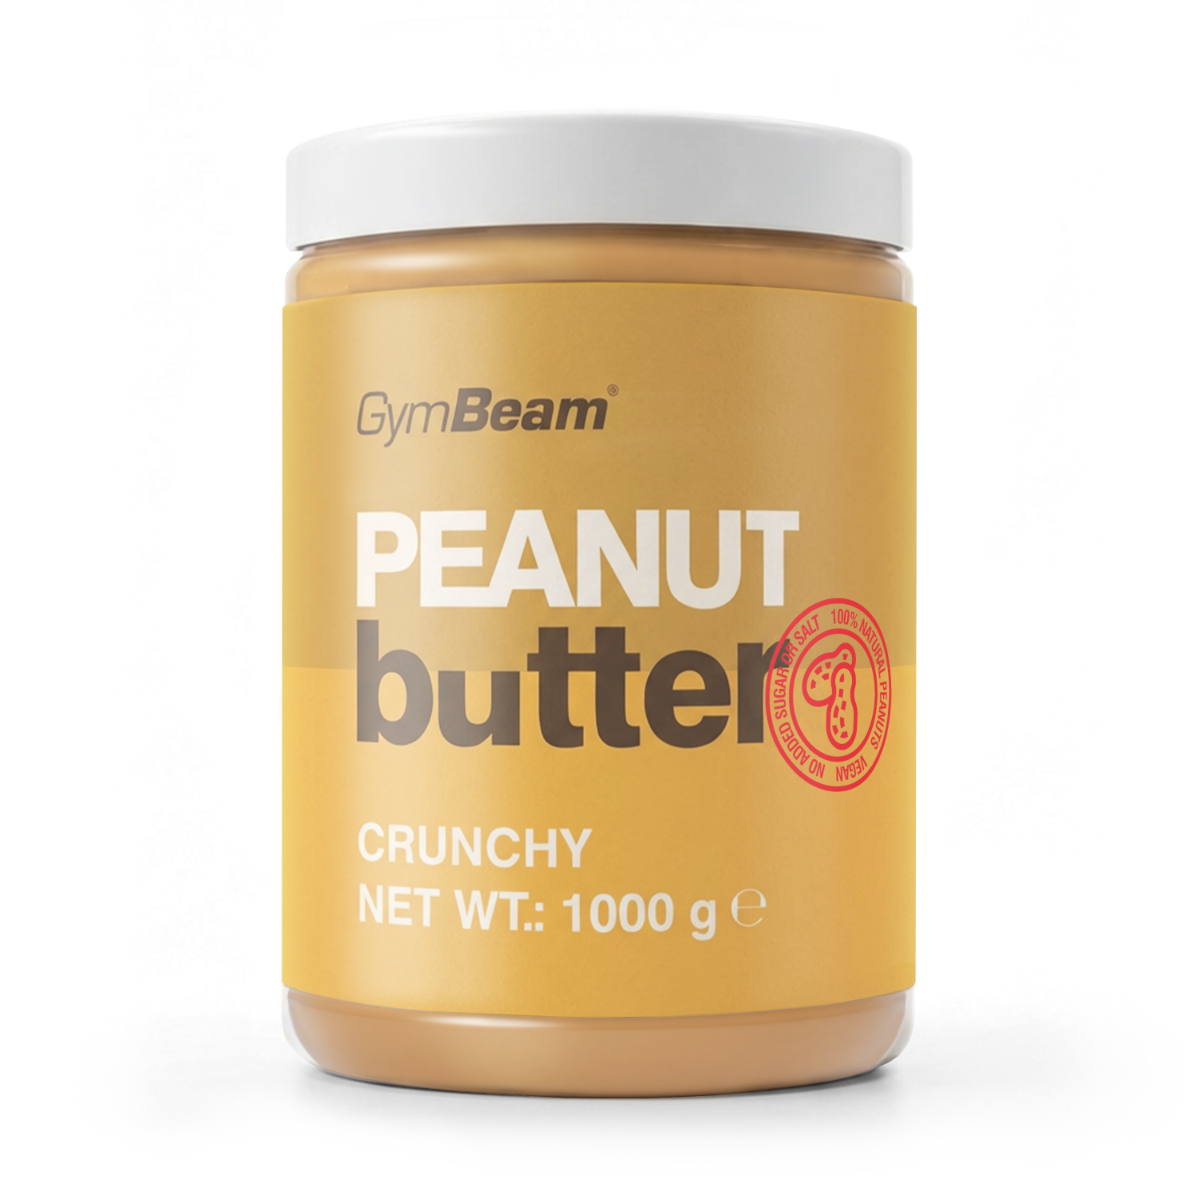 GymBeam®
PEANUT
butter
100% NATURAL PEANUTS
VEGAN
NO ADDED SUGAR OR SALT
CRUNCHY
NET WT.: 1000 g ℮